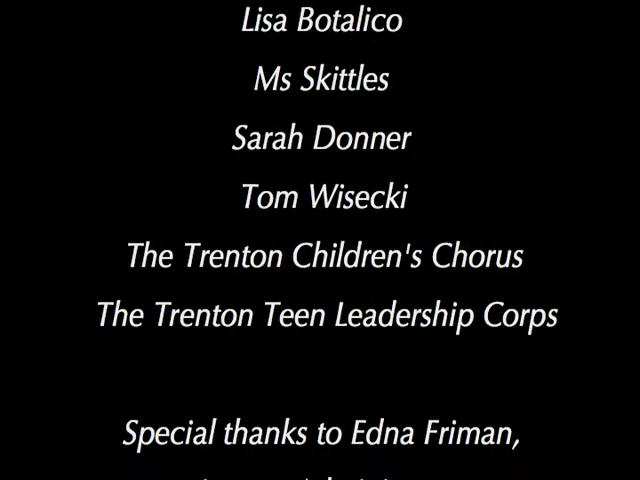 Lisa Botalico
Ms Skittles
Sarah Donner
Tom Wisecki
The Trenton Children's Chorus
The Trenton Teen Leadership Corps
Special thanks to Edna Friman,